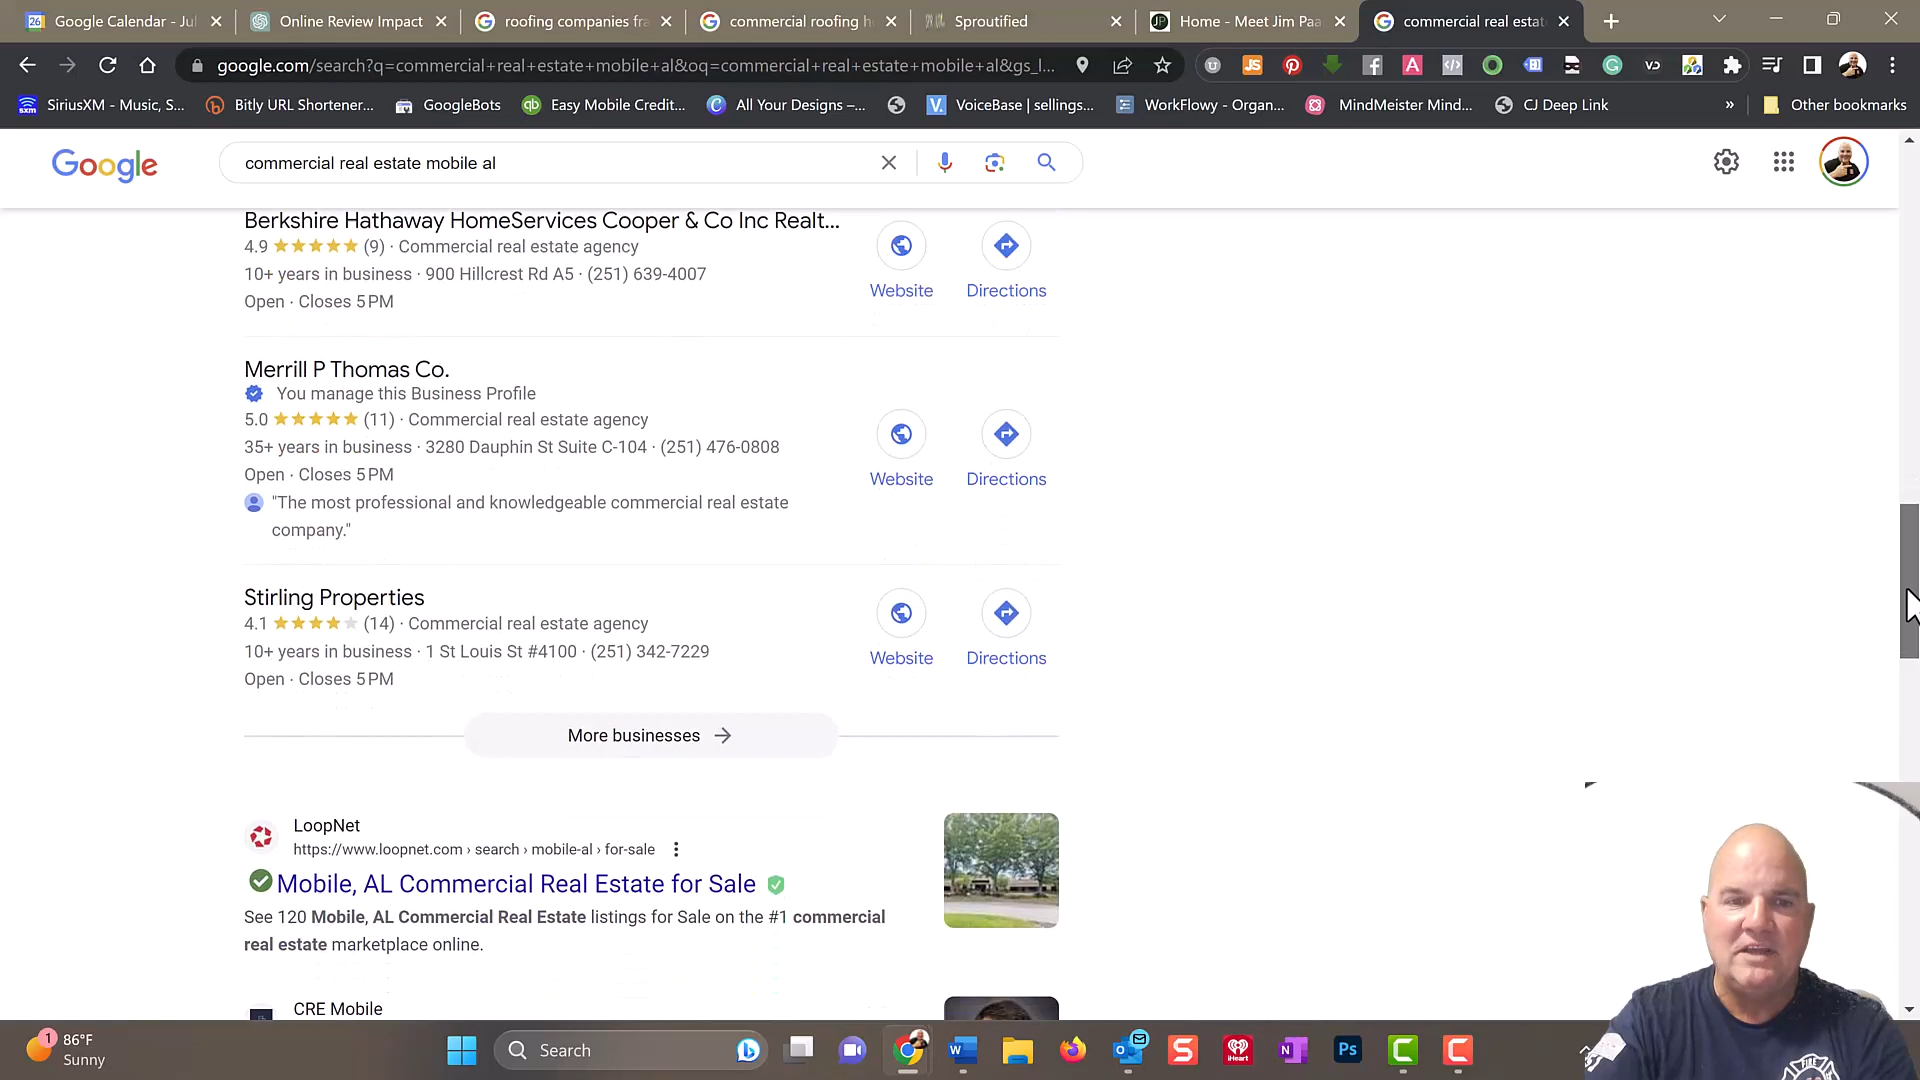 26
Google Calendar - Jul
Online Review Impact
roofing companies fra
commercial roofing h
Sproutified
JP
Home - Meet Jim Paa
commercial real estat
google.com/search?q=commercial+real+estate+mobile+al&oq=commercial+real+estate+mobile+al&gs_l...
JS
A
VD
SiriusXM - Music, S...
Bitly URL Shortener...
GoogleBots
Easy Mobile Credit...
All Your Designs –...
VoiceBase | sellings...
WorkFlowy - Organ...
MindMeister Mind...
CJ Deep Link
»
Other bookmarks
Google
commercial real estate mobile al
Berkshire Hathaway HomeServices Cooper & Co Inc Realt...
4.9 (9) · Commercial real estate agency
10+ years in business · 900 Hillcrest Rd A5 · (251) 639-4007
Open · Closes 5 PM
Website
Directions
Merrill P Thomas Co.
You manage this Business Profile
5.0 (11) · Commercial real estate agency
35+ years in business · 3280 Dauphin St Suite C-104 · (251) 476-0808
Open · Closes 5 PM
"The most professional and knowledgeable commercial real estate
company."
Website
Directions
Stirling Properties
4.1 (14) · Commercial real estate agency
10+ years in business · 1 St Louis St #4100 · (251) 342-7229
Open · Closes 5 PM
Website
Directions
More businesses
LoopNet
https://www.loopnet.com › search › mobile-al › for-sale
Mobile, AL Commercial Real Estate for Sale
See 120 Mobile, AL Commercial Real Estate listings for Sale on the #1 commercial
real estate marketplace online.
CRE Mobile
1
86°F
Sunny
Search
W
S
iHeart
N
Ps
C
C
FIRE